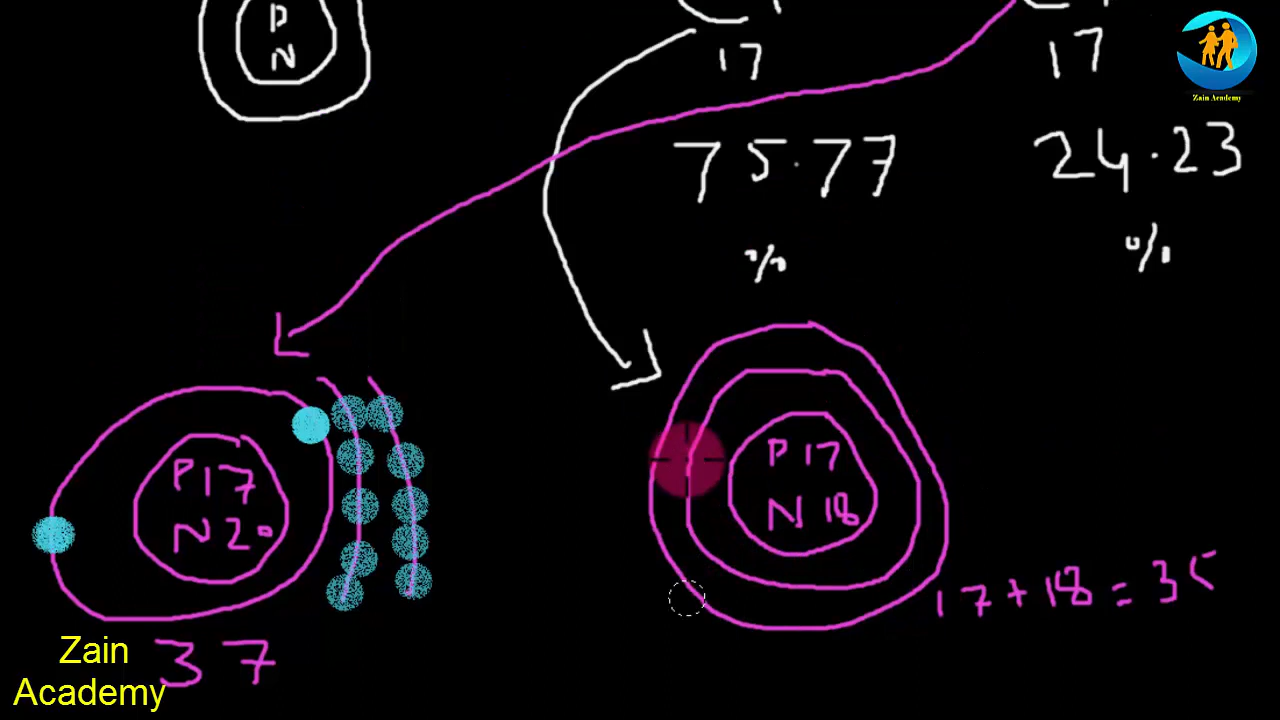 P
N
17
17
Zain Academy
75.77
24.23
%
%
P 17
N 20
P 17
N 18
17 + 18 = 35
37
Zain
Academy